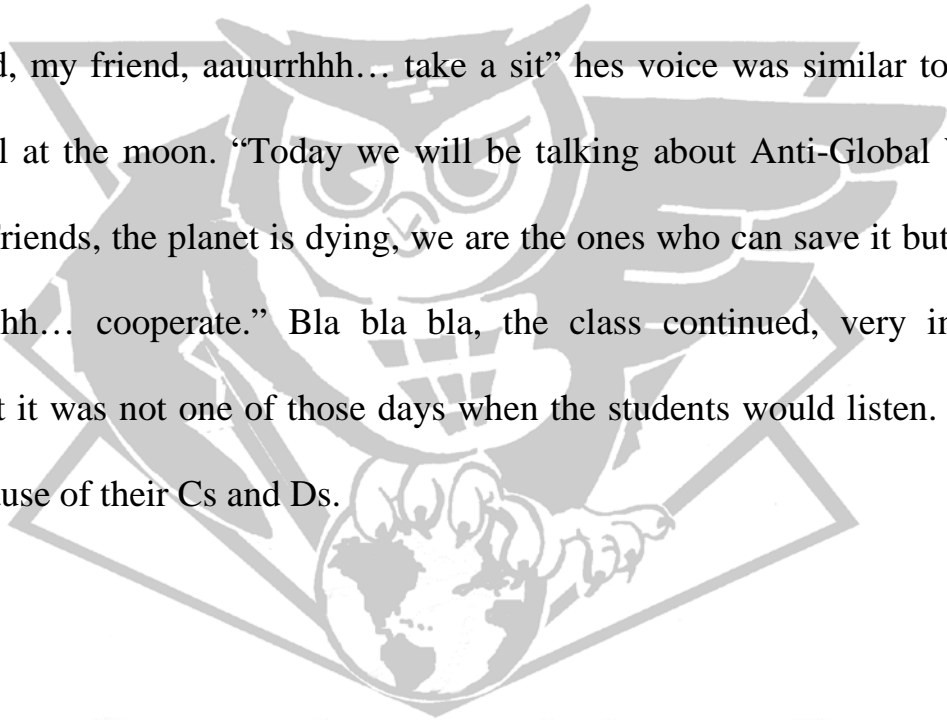 my friend, aauurrhhh… take a sit” hes voice was similar to
at the moon. “Today we will be talking about Anti-Global
riends, the planet is dying, we are the ones who can save it but
hh… cooperate.” Bla bla bla, the class continued, very
it was not one of those days when the students would listen.
use of their Cs and Ds.